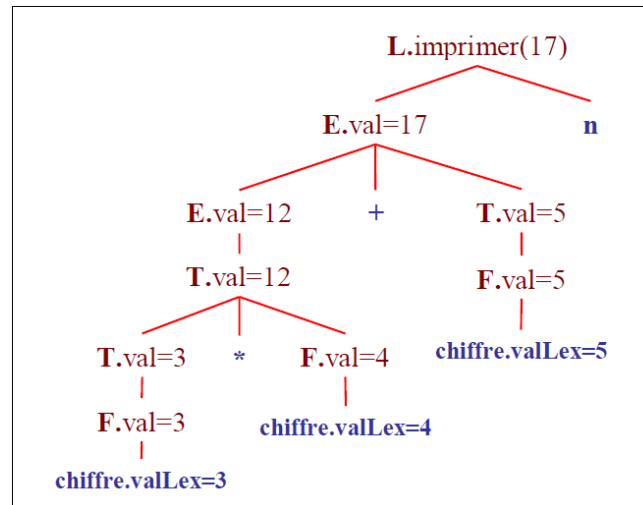 L.imprimer(17)
E.val=17 n
E.val=12 + T.val=5
T.val=12 F.val=5
T.val=3 * F.val=4 chiffre.valLex=5
F.val=3 chiffre.valLex=4
chiffre.valLex=3